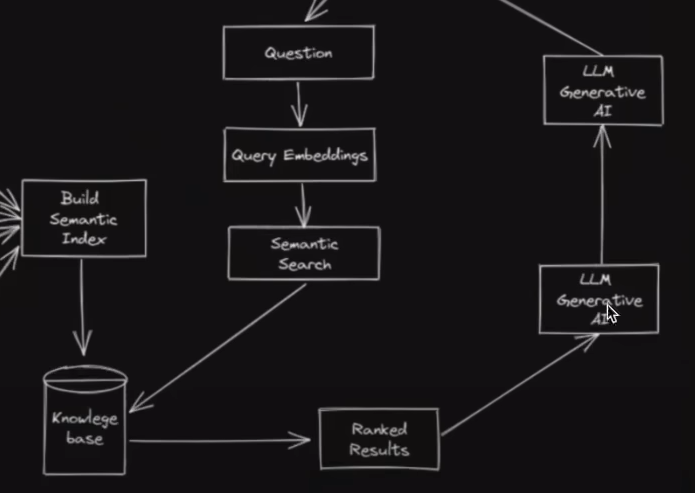 Question
LLM
Generative
AI
Query Embeddings
Build
Semantic
Index
Semantic
Search
LLM
Generative
AI
Knowlege
base
Ranked
Results